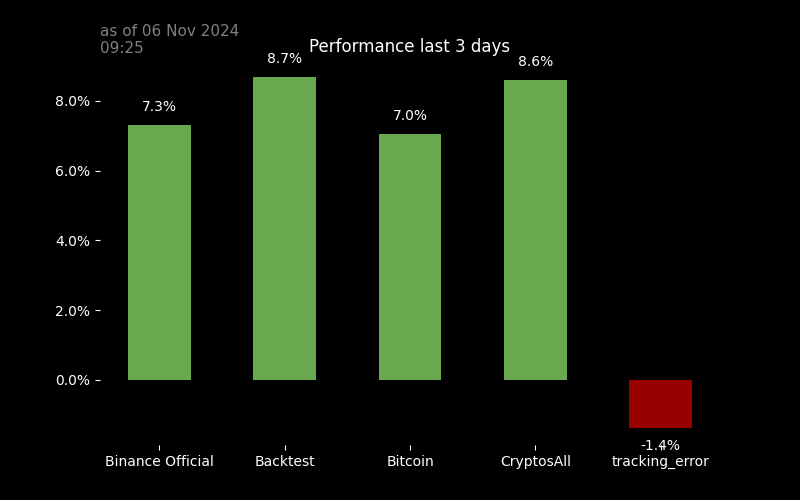 as of 06 Nov 2024
09:25
Performance last 3 days
7.3%
8.7%
7.0%
8.6%
-1.4%
8.0%
6.0%
4.0%
2.0%
0.0%
Binance Official
Backtest
Bitcoin
CryptosAll
tracking_error